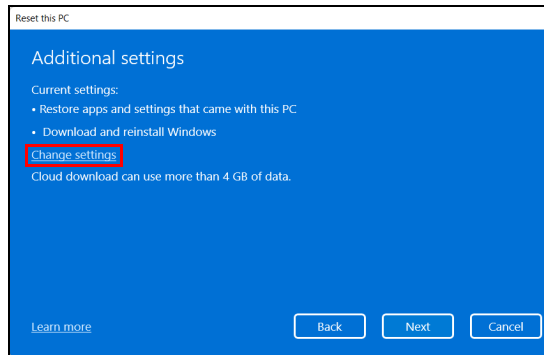 Reset this PC
Additional settings
Current settings:
• Restore apps and settings that came with this PC
• Download and reinstall Windows
Change settings
Cloud download can use more than 4 GB of data.
Learn more
Back
Next
Cancel